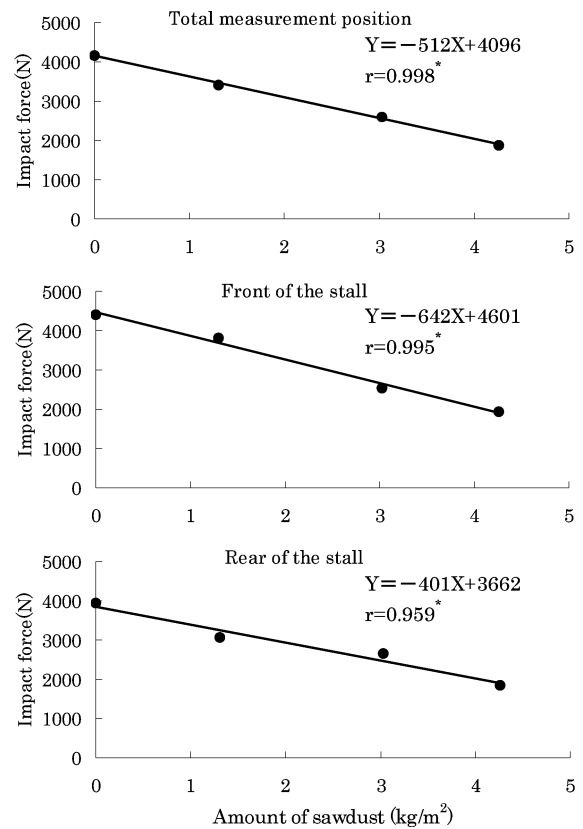 Total measurement position
Y=−512X+4096
r=0.998*
Impact force(N)
5000
4000
3000
2000
1000
0
0 1 2 3 4 5
Front of the stall
Y=−642X+4601
r=0.995*
Impact force(N)
5000
4000
3000
2000
1000
0
0 1 2 3 4 5
Rear of the stall
Y=−401X+3662
r=0.959*
Impact force(N)
5000
4000
3000
2000
1000
0
0 1 2 3 4 5
Amount of sawdust (kg/m²)